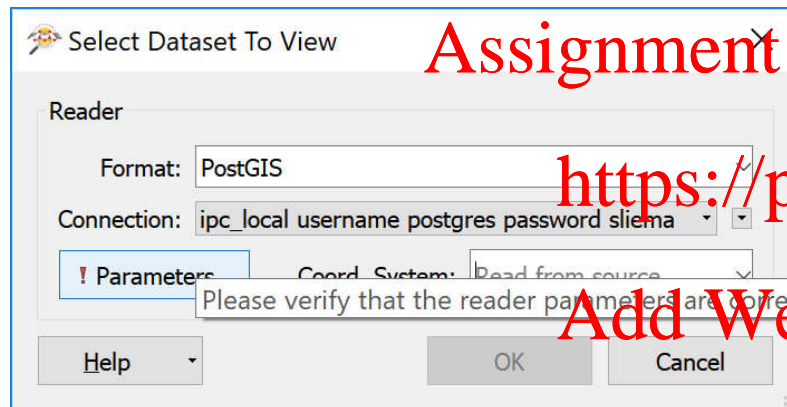 Select Dataset To View
Assignment
Reader
Format: PostGIS
https://p
Connection: ipc_local username postgres password sliema
! Parameters... Coord. System: Read from source
Please verify that the reader parameters are corre
Add We
Help OK Cancel